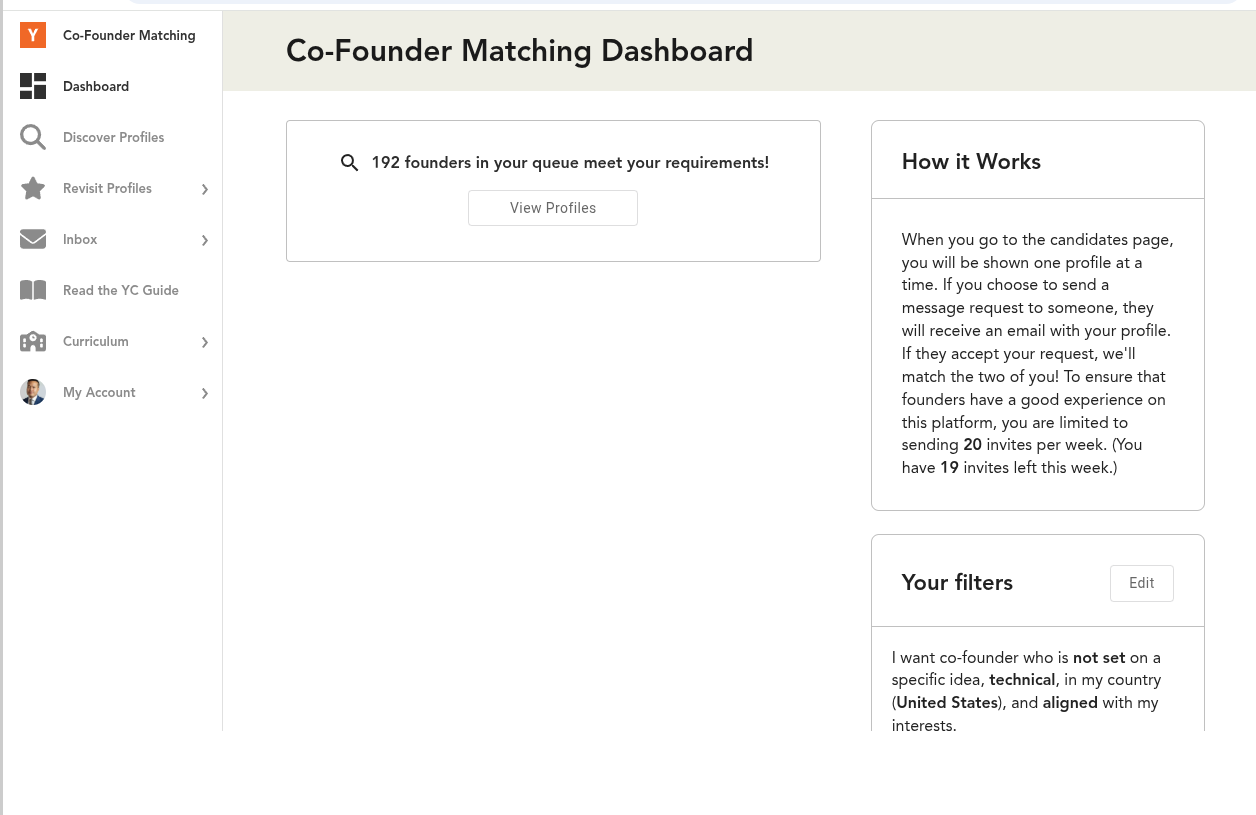 Y
Co-Founder Matching
Dashboard
Discover Profiles
Revisit Profiles
Inbox
Read the YC Guide
Curriculum
My Account
Co-Founder Matching Dashboard
192 founders in your queue meet your requirements!
View Profiles
How it Works
When you go to the candidates page,
you will be shown one profile at a
time. If you choose to send a
message request to someone, they
will receive an email with your profile.
If they accept your request, we'll
match the two of you! To ensure that
founders have a good experience on
this platform, you are limited to
sending 20 invites per week. (You
have 19 invites left this week.)
Your filters
Edit
I want co-founder who is not set on a
specific idea, technical, in my country
(United States), and aligned with my
interests.